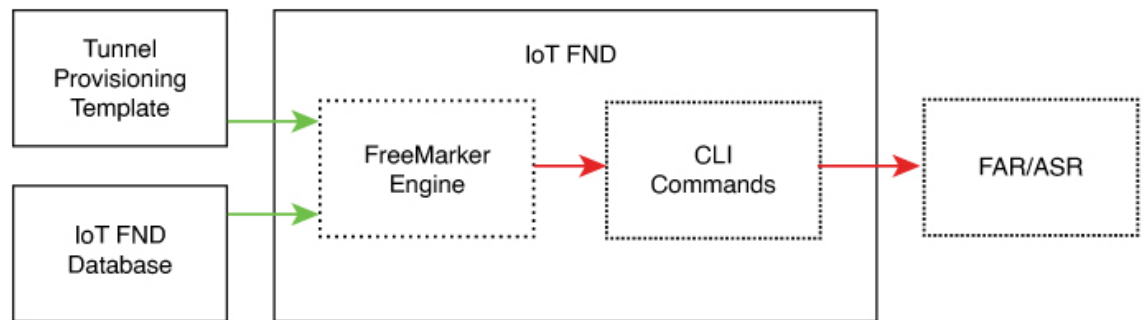 Tunnel
Provisioning
Template
IoT FND
Database
IoT FND
FreeMarker
Engine
CLI
Commands
FAR/ASR